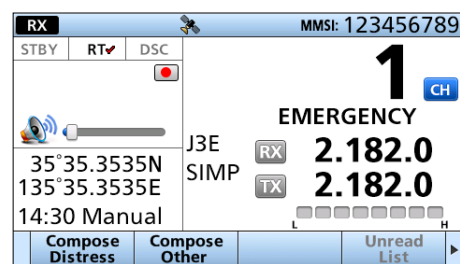 RX MMSI: 123456789
STBY RT✔ DSC
1 CH
EMERGENCY
J3E RX 2.182.0
SIMP TX 2.182.0
35°35.3535N
135°35.3535E
14:30 Manual
L H
Compose Distress
Compose Other
Unread List